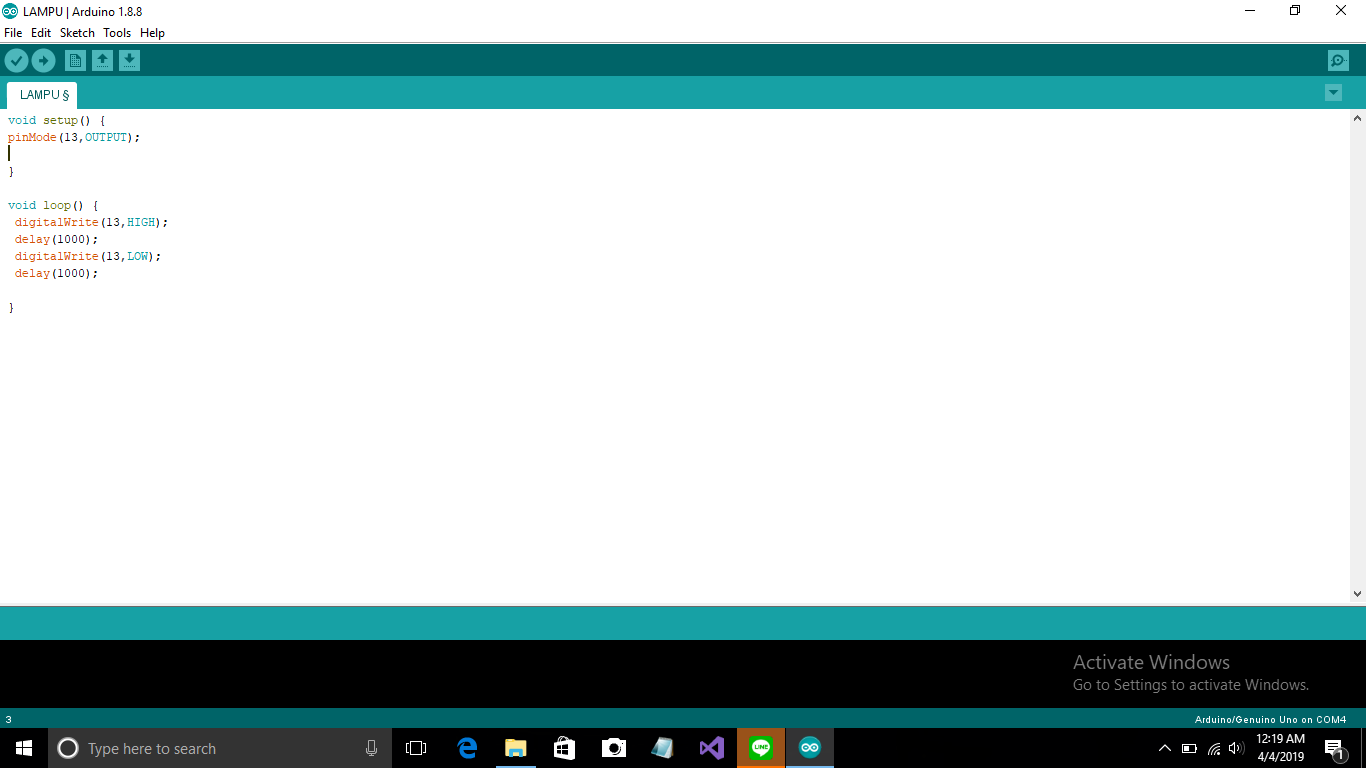 LAMPU | Arduino 1.8.8
File Edit Sketch Tools Help
LAMPU §
void setup() {
pinMode(13,OUTPUT);
}
void loop() {
digitalWrite(13,HIGH);
delay(1000);
digitalWrite(13,LOW);
delay(1000);
}
Activate Windows
Go to Settings to activate Windows.
3
Arduino/Genuino Uno on COM4
Type here to search
LINE
12:19 AM
4/4/2019
1